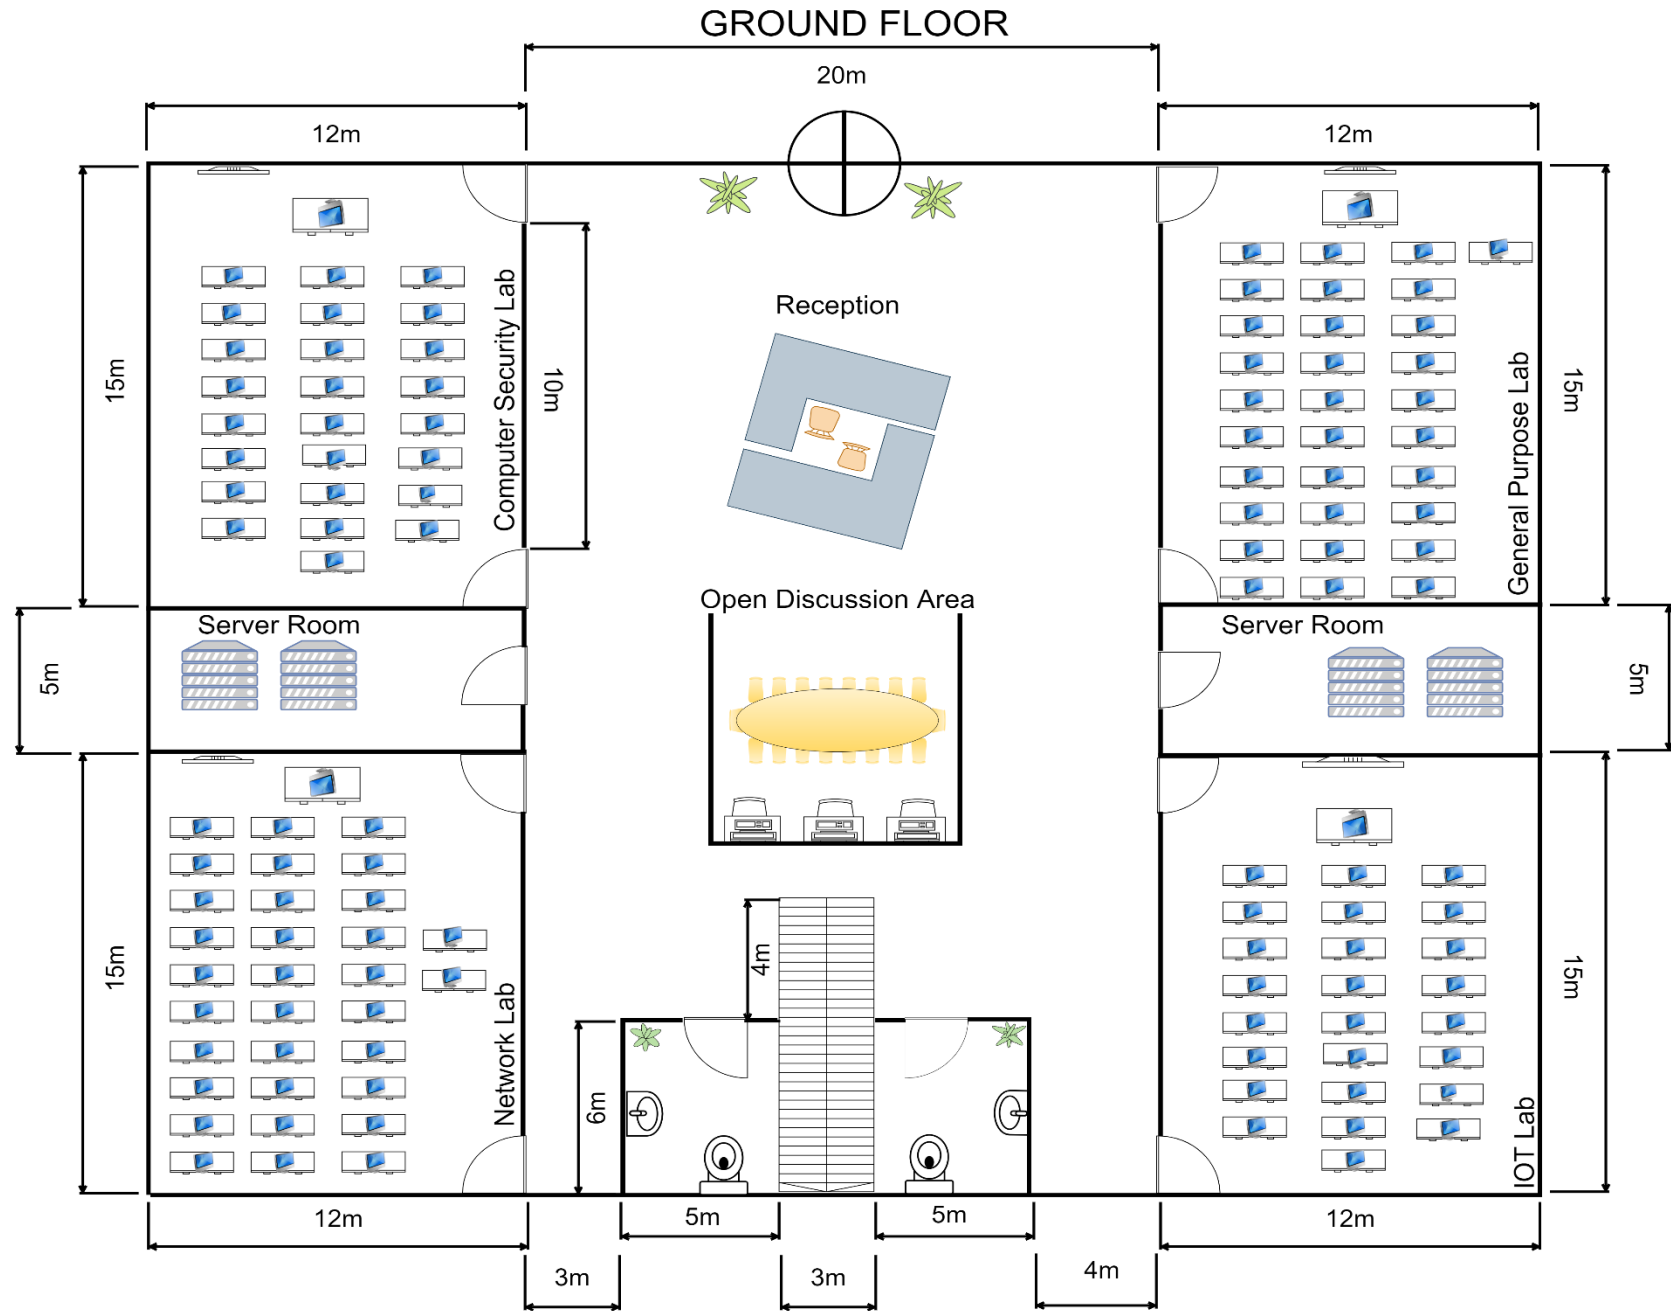 GROUND FLOOR
20m
12m
12m
15m
Computer Security Lab
10m
Reception
General Purpose Lab
15m
Open Discussion Area
Server Room
Server Room
5m
5m
15m
Network Lab
4m
6m
IOT Lab
15m
12m
5m
5m
12m
3m
3m
4m